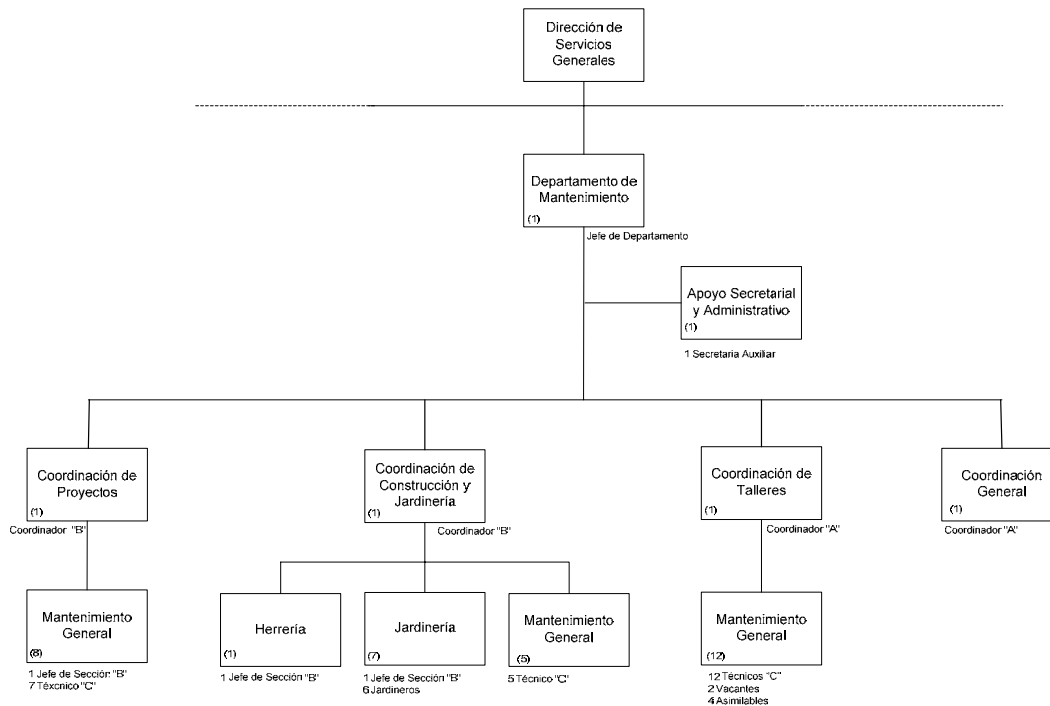 Dirección de
Servicios
Generales
Departamento de
Mantenimiento
(1)
Jefe de Departamento
Apoyo Secretarial
y Administrativo
(1)
1 Secretaria Auxiliar
Coordinación de
Proyectos
(1)
Coordinador "B"
Coordinación de
Construcción y
Jardinería
(1)
Coordinador "B"
Coordinación de
Talleres
(1)
Coordinador "A"
Coordinación
General
(1)
Coordinador "A"
Mantenimiento
General
(8)
1 Jefe de Sección "B"
7 Téxcnico "C"
Herrería
(1)
1 Jefe de Sección "B"
Jardinería
(7)
1 Jefe de Sección "B"
6 Jardineros
Mantenimiento
General
(5)
5 Técnico "C"
Mantenimiento
General
(12)
12 Técnicos "C"
2 Vacantes
4 Asimilables